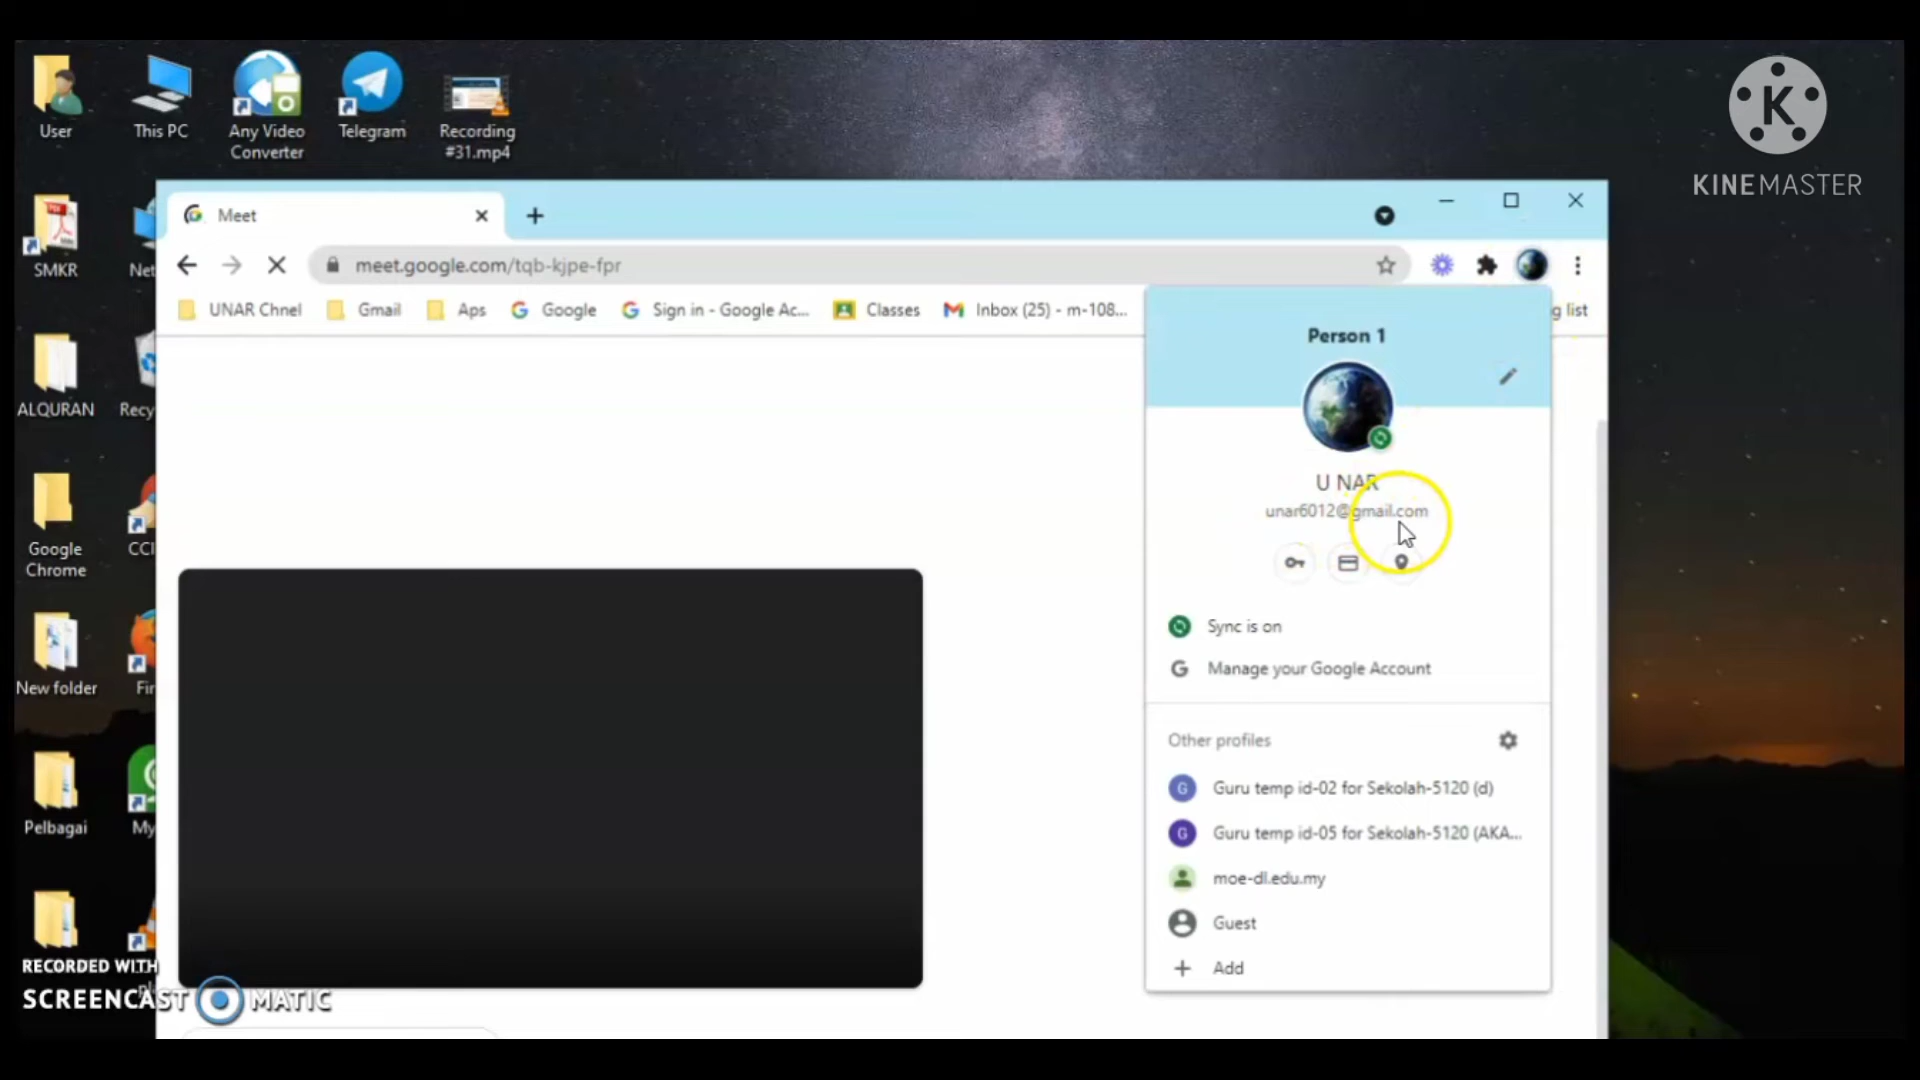 KINEMASTER
User
This PC
Any Video
Converter
Telegram
Recording
#31.mp4
Meet
SMKR
Net
meet.google.com/tqb-kjpe-fpr
UNAR Chnel
Gmail
Aps
Google
Sign in - Google Ac...
Classes
Inbox (25) - m-108...
g list
Person 1
ALQURAN
Recy
U NAR
unar6012@gmail.com
Google
Chrome
CCI
Sync is on
Manage your Google Account
New folder
Fir
Other profiles
G Guru temp id-02 for Sekolah-5120 (d)
G Guru temp id-05 for Sekolah-5120 (AKA...
Pelbagai
My
moe-dl.edu.my
Guest
Add
RECORDED WITH
SCREENCAST MATIC